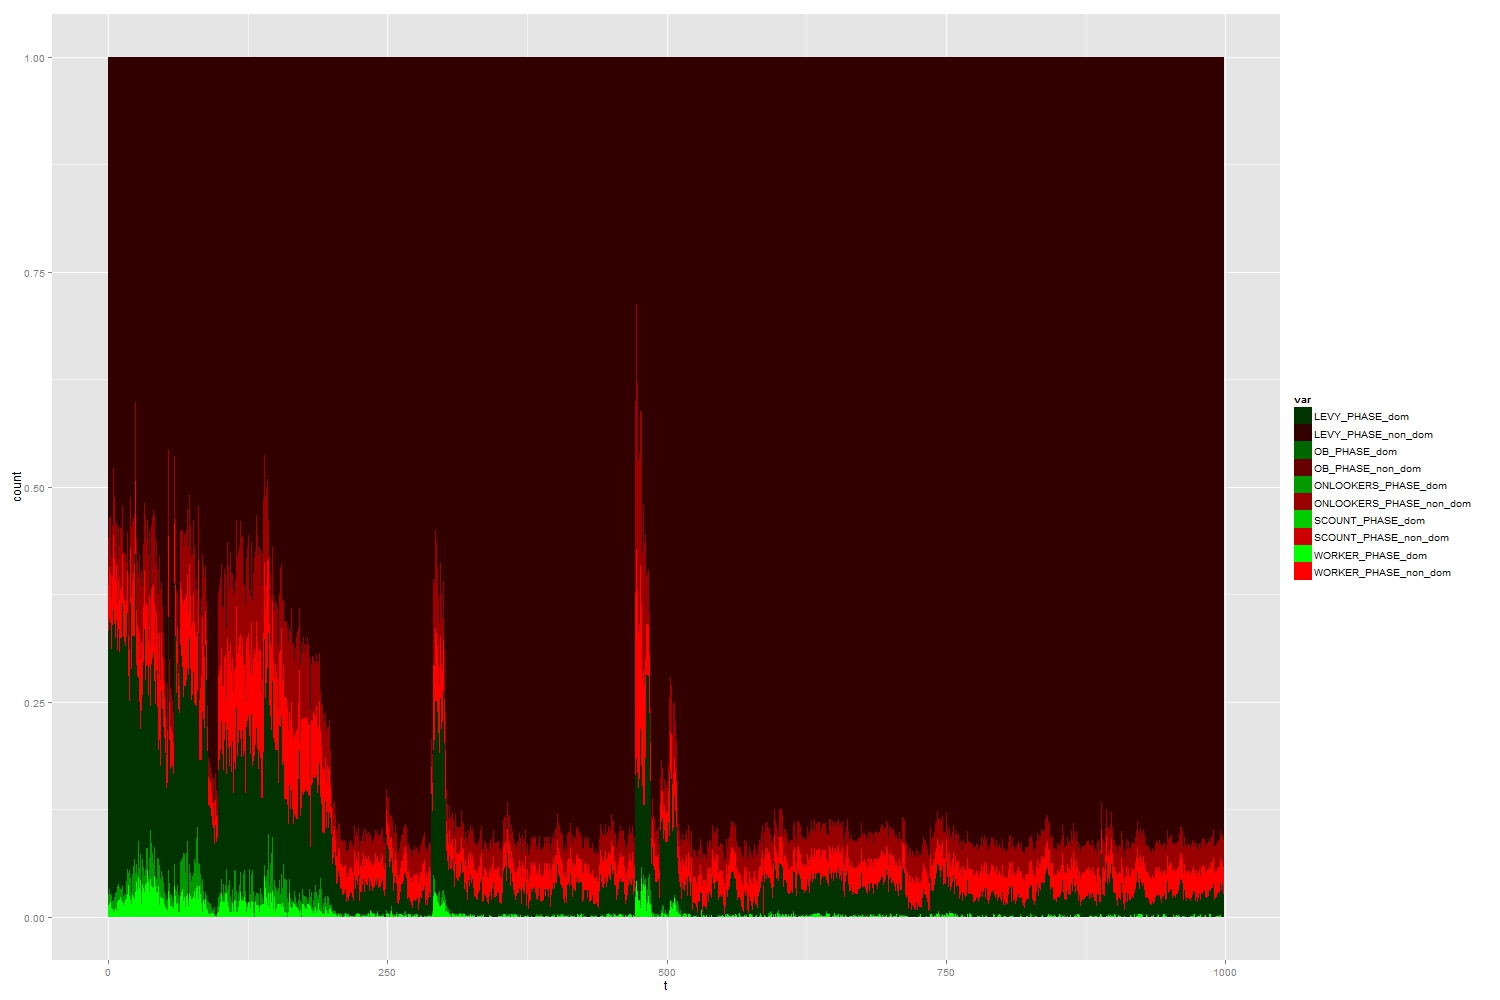 1.00
0.75
0.50
0.25
0.00
count
0
250
500
750
1000
t
var
LEVY_PHASE_dom
LEVY_PHASE_non_dom
OB_PHASE_dom
OB_PHASE_non_dom
ONLOOKERS_PHASE_dom
ONLOOKERS_PHASE_non_dom
SCOUNT_PHASE_dom
SCOUNT_PHASE_non_dom
WORKER_PHASE_dom
WORKER_PHASE_non_dom